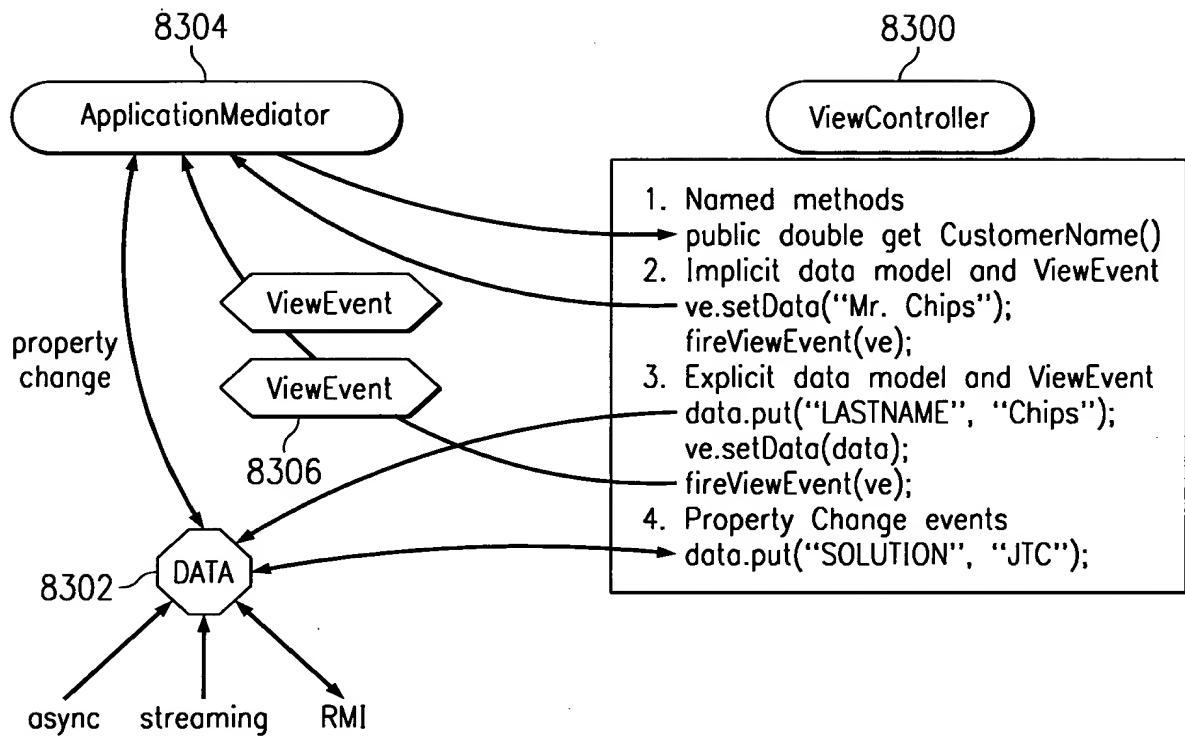 8304
8300
ApplicationMediator
ViewController
1. Named methods
public double get CustomerName()
2. Implicit data model and ViewEvent
ve.setData("Mr. Chips");
fireViewEvent(ve);
3. Explicit data model and ViewEvent
data.put("LASTNAME", "Chips");
ve.setData(data);
fireViewEvent(ve);
4. Property Change events
data.put("SOLUTION", "JTC");
ViewEvent
property
change
ViewEvent
8306
8302
DATA
async
streaming
RMI